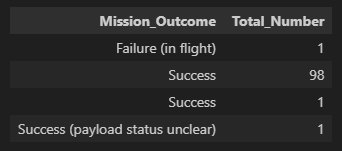 Mission_Outcome Total_Number
Failure (in flight) 1
Success 98
Success 1
Success (payload status unclear) 1